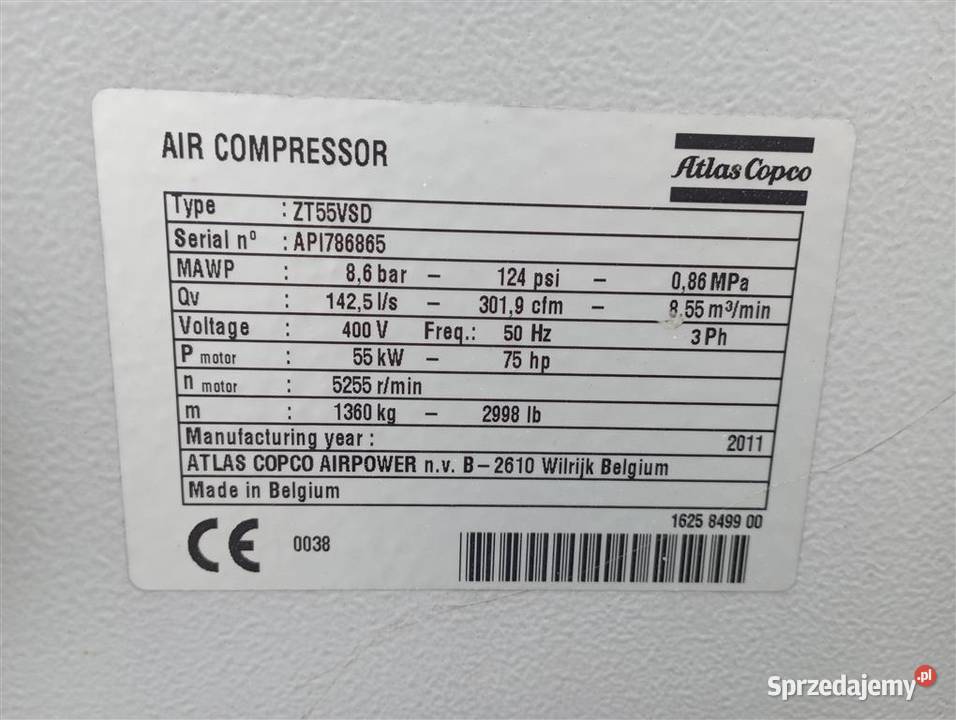 AIR COMPRESSOR
Atlas Copco
Type : ZT55VSD
Serial nº : API786865
MAWP : 8,6 bar – 124 psi – 0,86 MPa
Qv : 142,5 l/s – 301,9 cfm – 8.55 m³/min
Voltage : 400 V Freq.: 50 Hz 3 Ph
P motor : 55 kW – 75 hp
n motor : 5255 r/min
m : 1360 kg – 2998 lb
Manufacturing year : 2011
ATLAS COPCO AIRPOWER n.v. B – 2610 Wilrijk Belgium
Made in Belgium
1625 8499 00
CE 0038
Sprzedajemy.pl